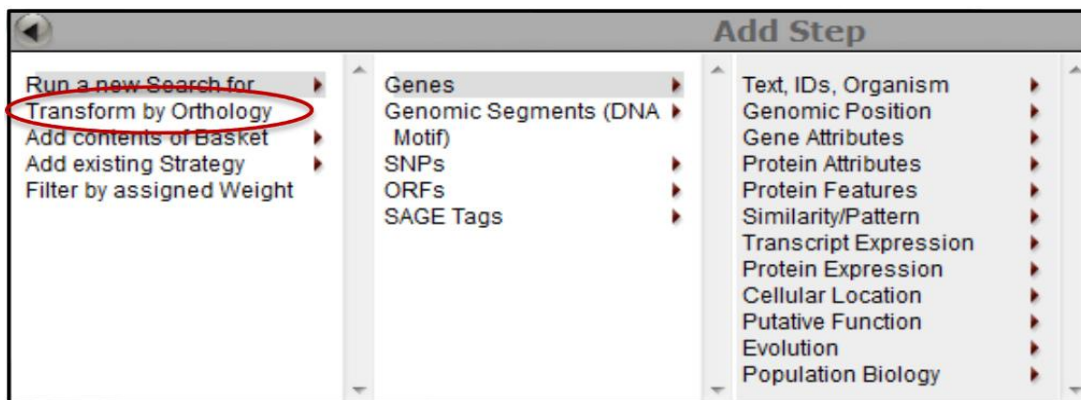 Add Step
Run a new Search for
Transform by Orthology
Add contents of Basket
Add existing Strategy
Filter by assigned Weight
Genes
Genomic Segments (DNA
Motif)
SNPs
ORFs
SAGE Tags
Text, IDs, Organism
Genomic Position
Gene Attributes
Protein Attributes
Protein Features
Similarity/Pattern
Transcript Expression
Protein Expression
Cellular Location
Putative Function
Evolution
Population Biology